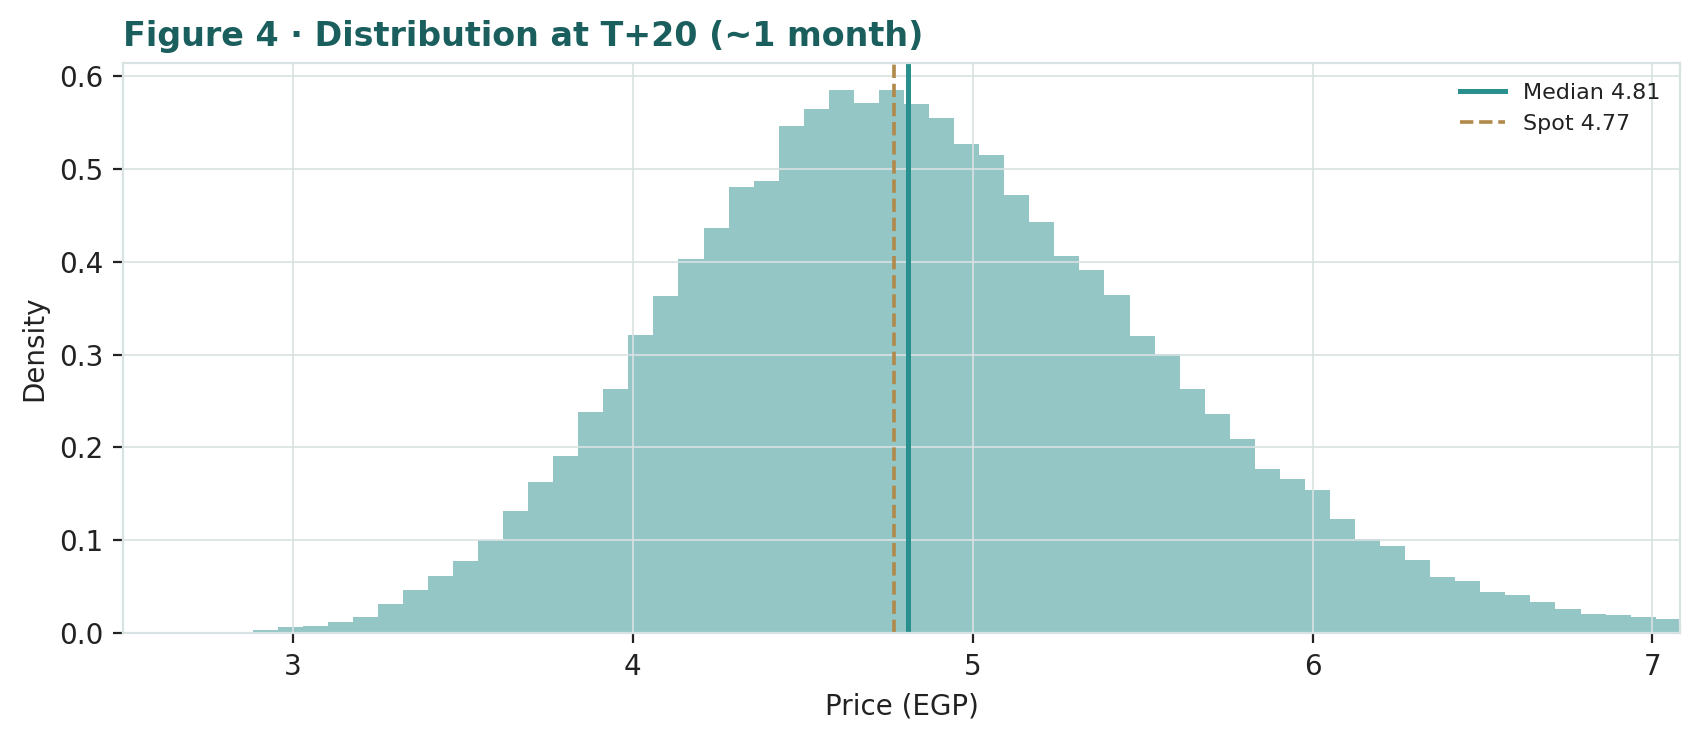 Figure 4 · Distribution at T+20 (~1 month)
Median 4.81
Spot 4.77
0.6
0.5
0.4
0.3
0.2
0.1
0.0
Density
3 4 5 6 7
Price (EGP)